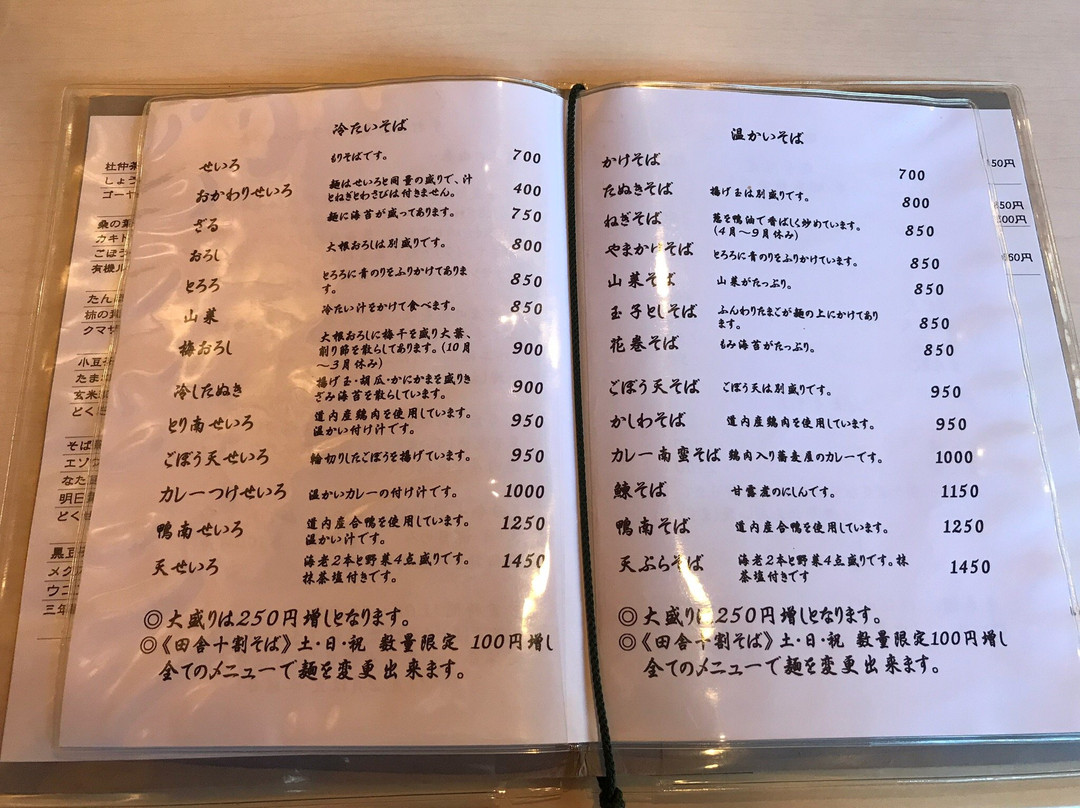 冷たいそば
せいろ もりそばです。 700
おかわりせいろ 麺はせいろと同量の盛りで、汁
とねぎとわさびは付きません。 400
ざる 麺に海苔が盛ってあります。 750
おろし 大根おろしは別盛りです。 800
とろろ とろろに青のりをふりかけてありま
す。 850
山菜 冷たい汁をかけて食べます。 850
梅おろし 大根おろしに梅干を盛り大葉、
削り節を散らしてあります。(10月
〜3月休み) 900
冷したぬき 揚げ玉・胡瓜・かにかまを盛りき
ざみ海苔を散らしています。 900
とり南せいろ 道内産鶏肉を使用しています。
温かい付け汁です。 950
ごぼう天せいろ 輪切りしたごぼうを揚げています。 950
カレーつけせいろ 温かいカレーの付け汁です。 1000
鴨南せいろ 道内産合鴨を使用しています。
温かい汁です。 1250
天せいろ 海老2本と野菜4点盛りです。
抹茶塩付きです。 1450
◎大盛りは250円増しとなります。
◎《田舎十割そば》土・日・祝 数量限定 100円増し
全てのメニューで麺を変更出来ます。
温かいそば
かけそば 700
たぬきそば 揚げ玉は別盛りです。 800
ねぎそば 葱を鴨油で香ばしく炒めています。
(4月〜9月休み) 850
やまかけそば とろろに青のりをふりかけています。 850
山菜そば 山菜がたっぷり。 850
玉子としそば ふんわりたまごが麺の上にかけてあり
ます。 850
花巻そば もみ海苔がたっぷり。 850
ごぼう天そば ごぼう天は別盛りです。 950
かしわそば 道内産鶏肉を使用しています。 950
カレー南蛮そば 鶏肉入り蕎麦屋のカレーです。 1000
鰊そば 甘露煮のにしんです。 1150
鴨南そば 道内産合鴨を使用しています。 1250
天ぷらそば 海老2本と野菜4点盛りです。抹
茶塩付きです 1450
◎大盛りは250円増しとなります。
◎《田舎十割そば》土・日・祝 数量限定100円増し
全てのメニューで麺を変更出来ます。